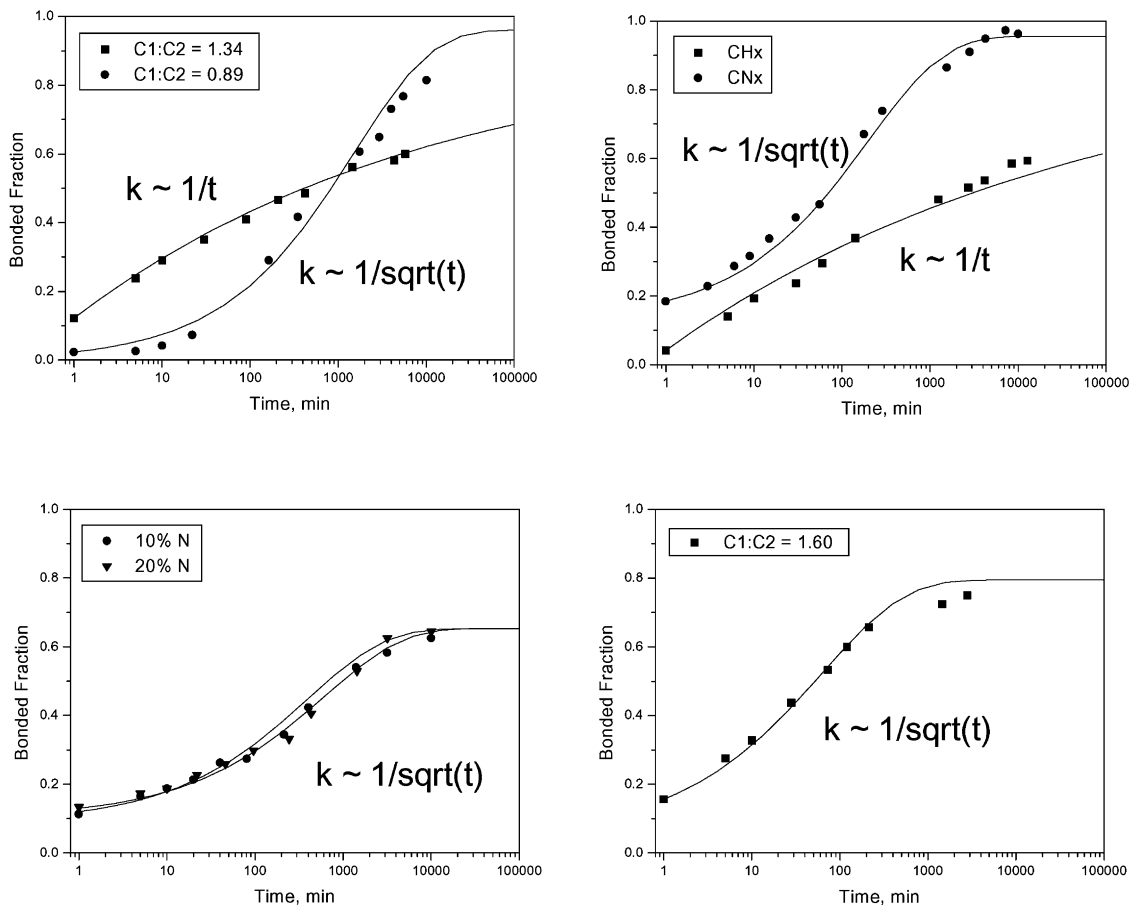 C1:C2 = 1.34
C1:C2 = 0.89
k ~ 1/t
k ~ 1/sqrt(t)
Bonded Fraction
1.0
0.8
0.6
0.4
0.2
0.0
1 10 100 1000 10000 100000
Time, min
CHx
CNx
k ~ 1/sqrt(t)
k ~ 1/t
Bonded Fraction
1.0
0.8
0.6
0.4
0.2
0.0
1 10 100 1000 10000 100000
Time, min
10% N
20% N
k ~ 1/sqrt(t)
Bonded Fraction
1.0
0.8
0.6
0.4
0.2
0.0
1 10 100 1000 10000 100000
Time, min
C1:C2 = 1.60
k ~ 1/sqrt(t)
Bonded Fraction
1.0
0.8
0.6
0.4
0.2
0.0
1 10 100 1000 10000 100000
Time, min